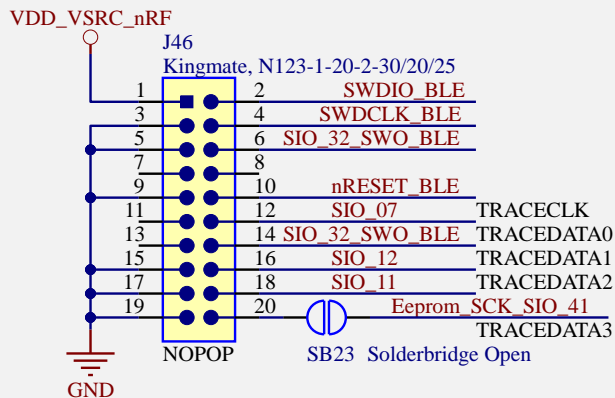 VDD_VSRC_nRF
J46
Kingmate, N123-1-20-2-30/20/25
1 2 SWDIO_BLE
3 4 SWDCLK_BLE
5 6 SIO_32_SWO_BLE
7 8
9 10 nRESET_BLE
11 12 SIO_07 TRACECLK
13 14 SIO_32_SWO_BLE TRACEDATA0
15 16 SIO_12 TRACEDATA1
17 18 SIO_11 TRACEDATA2
19 20 Eeprom_SCK_SIO_41
TRACEDATA3
NOPOP SB23 Solderbridge Open
GND